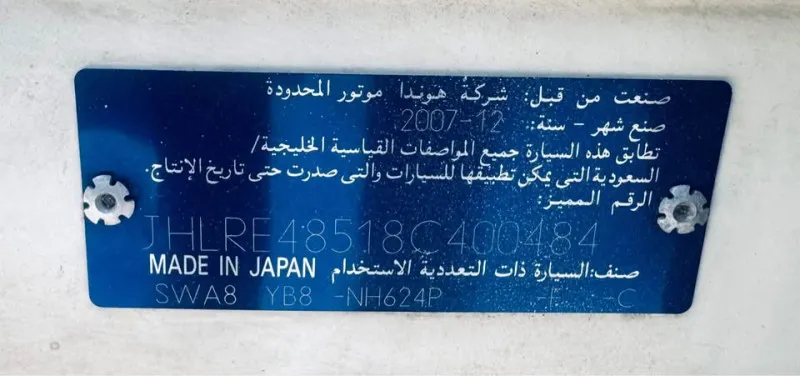 صنعت من قبل: شركة هوندا موتور المحدودة
صنع شهر - سنة: 2007-12
تطابق هذه السيارة جميع المواصفات القياسية الخليجية/
السعودية التى يمكن تطبيقها للسيارات والتى صدرت حتى تاريخ الإنتاج.
الرقم المميز:
JHLRE48518C400484
صنف: السيارة ذات التعددية الاستخدام MADE IN JAPAN
SWA8 YB8 -NH624P -E -C